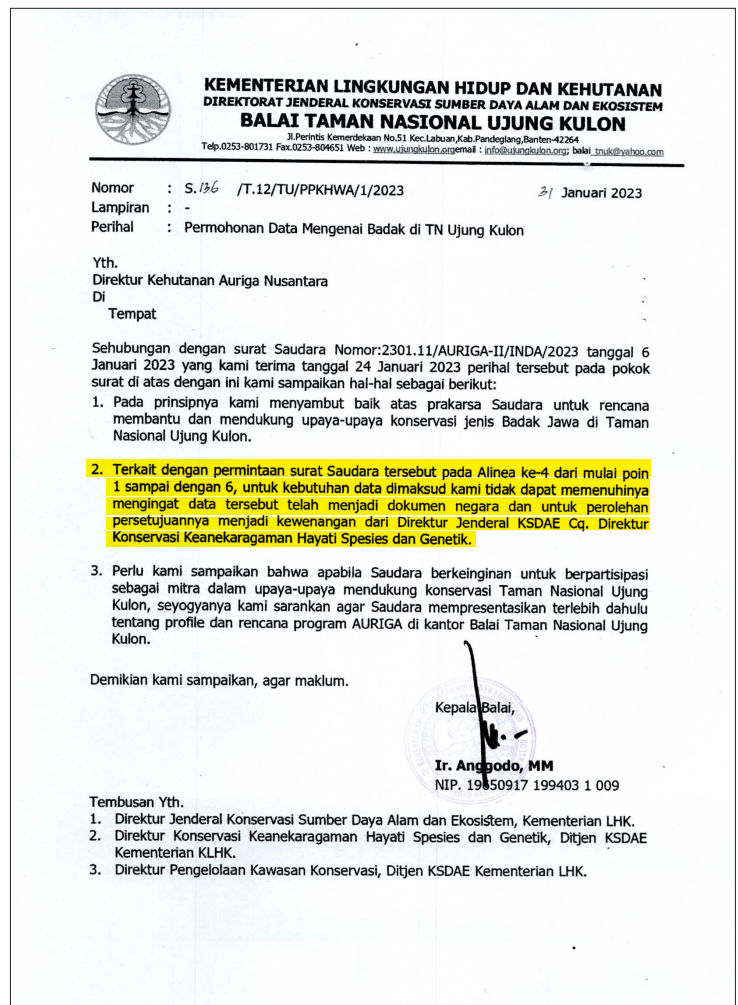 KEMENTERIAN LINGKUNGAN HIDUP DAN KEHUTANAN
DIREKTORAT JENDERAL KONSERVASI SUMBER DAYA ALAM DAN EKOSISTEM
BALAI TAMAN NASIONAL UJUNG KULON
Jl.Perintis Kemerdekaan No.51 Kec.Labuan,Kab.Pandeglang,Banten-42264
Telp.0253-801731 Fax.0253-804651 Web : www.ujungkulon.orgemail : info@ujungkulon.org; balai_tnuk@yahoo.com
Nomor : S.136 /T.12/TU/PPKHWA/1/2023 31 Januari 2023
Lampiran : -
Perihal : Permohonan Data Mengenai Badak di TN Ujung Kulon
Yth.
Direktur Kehutanan Auriga Nusantara
Di
Tempat
Sehubungan dengan surat Saudara Nomor:2301.11/AURIGA-II/INDA/2023 tanggal 6
Januari 2023 yang kami terima tanggal 24 Januari 2023 perihal tersebut pada pokok
surat di atas dengan ini kami sampaikan hal-hal sebagai berikut:
1. Pada prinsipnya kami menyambut baik atas prakarsa Saudara untuk rencana
membantu dan mendukung upaya-upaya konservasi jenis Badak Jawa di Taman
Nasional Ujung Kulon.
2. Terkait dengan permintaan surat Saudara tersebut pada Alinea ke-4 dari mulai poin
1 sampai dengan 6, untuk kebutuhan data dimaksud kami tidak dapat memenuhinya
mengingat data tersebut telah menjadi dokumen negara dan untuk perolehan
persetujuannya menjadi kewenangan dari Direktur Jenderal KSDAE Cq. Direktur
Konservasi Keanekaragaman Hayati Spesies dan Genetik.
3. Perlu kami sampaikan bahwa apabila Saudara berkeinginan untuk berpartisipasi
sebagai mitra dalam upaya-upaya mendukung konservasi Taman Nasional Ujung
Kulon, seyogyanya kami sarankan agar Saudara mempresentasikan terlebih dahulu
tentang profile dan rencana program AURIGA di kantor Balai Taman Nasional Ujung
Kulon.
Demikian kami sampaikan, agar maklum.
Kepala Balai,
Ir. Anggodo, MM
NIP. 19650917 199403 1 009
Tembusan Yth.
1. Direktur Jenderal Konservasi Sumber Daya Alam dan Ekosistem, Kementerian LHK.
2. Direktur Konservasi Keanekaragaman Hayati Spesies dan Genetik, Ditjen KSDAE
Kementerian KLHK.
3. Direktur Pengelolaan Kawasan Konservasi, Ditjen KSDAE Kementerian LHK.